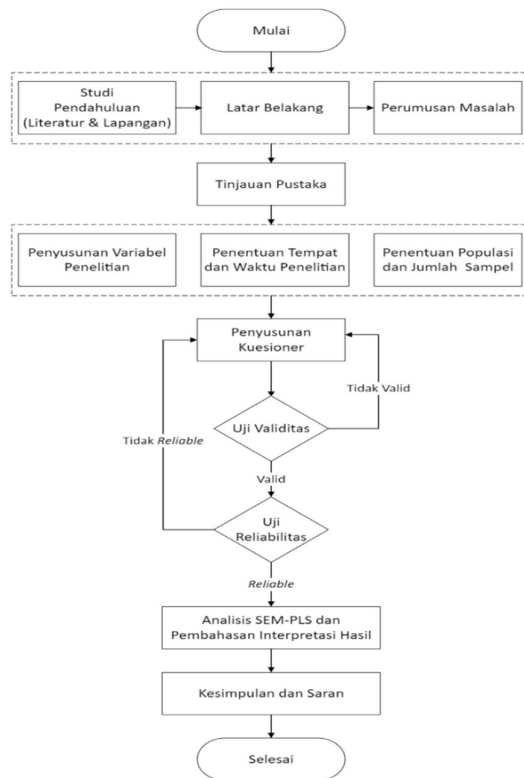 Mulai
Studi
Pendahuluan
(Literatur & Lapangan)
Latar Belakang
Perumusan Masalah
Tinjauan Pustaka
Penyusunan Variabel
Penelitian
Penentuan Tempat
dan Waktu Penelitian
Penentuan Populasi
dan Jumlah Sampel
Penyusunan
Kuesioner
Tidak Valid
Uji Validitas
Tidak Reliable
Valid
Uji
Reliabilitas
Reliable
Analisis SEM-PLS dan
Pembahasan Interpretasi Hasil
Kesimpulan dan Saran
Selesai